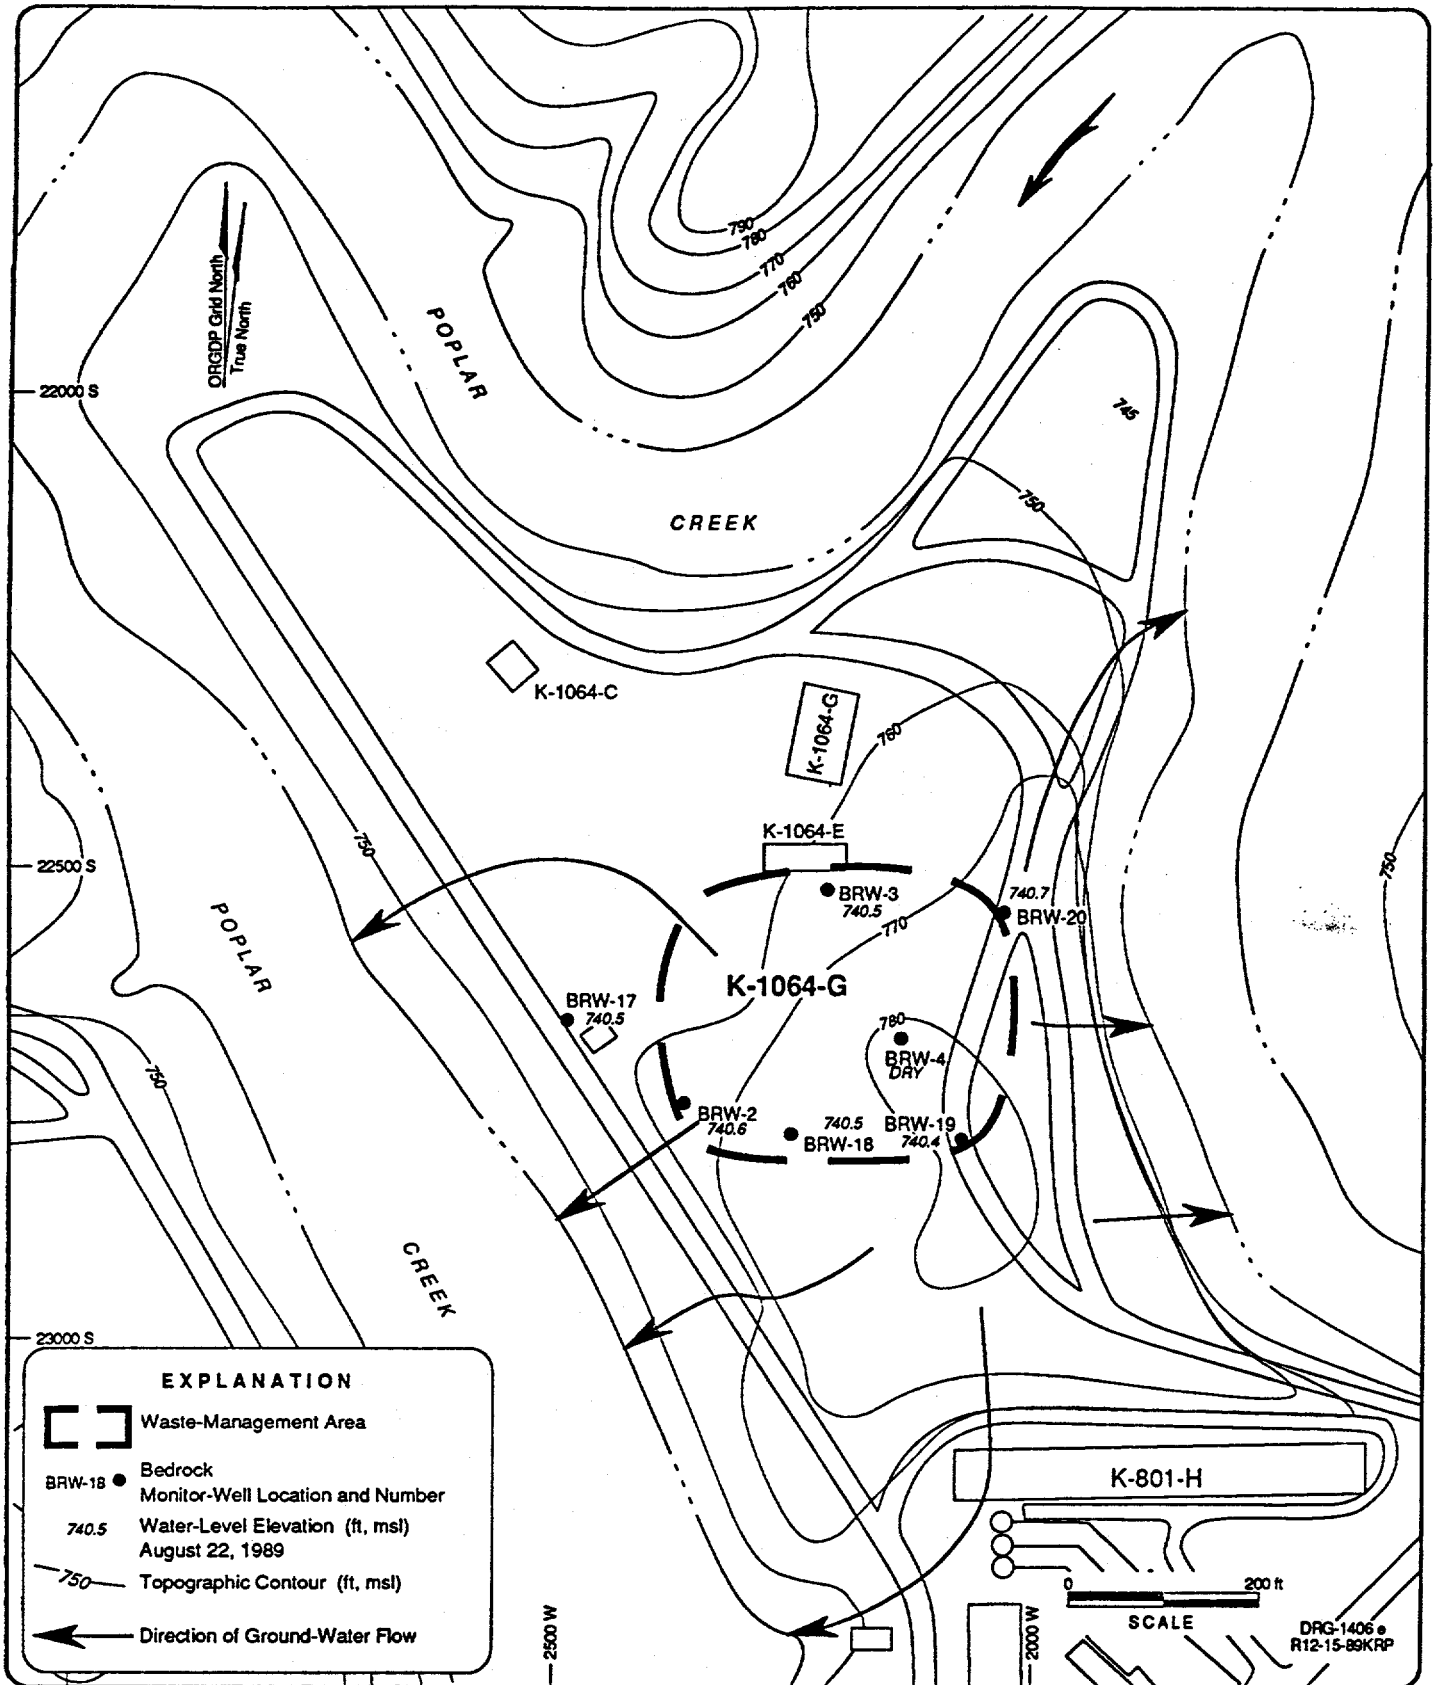 790
780
770
760
750
ORGDP Grid North
True North
POPLAR
22000 S
745
CREEK
750
K-1064-C
K-1064-G
760
K-1064-E
750
22500 S
750
BRW-3
740.5
740.7
BRW-20
770
POPLAR
K-1064-G
BRW-17
740.5
780
BRW-4
DRY
750
BRW-2
740.6
740.5
BRW-18
BRW-19
740.4
CREEK
23000 S
EXPLANATION
Waste-Management Area
BRW-18
Bedrock
Monitor-Well Location and Number
740.5
Water-Level Elevation (ft, msl)
August 22, 1989
750
Topographic Contour (ft, msl)
Direction of Ground-Water Flow
K-801-H
0
200 ft
SCALE
2500 W
2000 W
DRG-1406 e
R12-15-89KRP